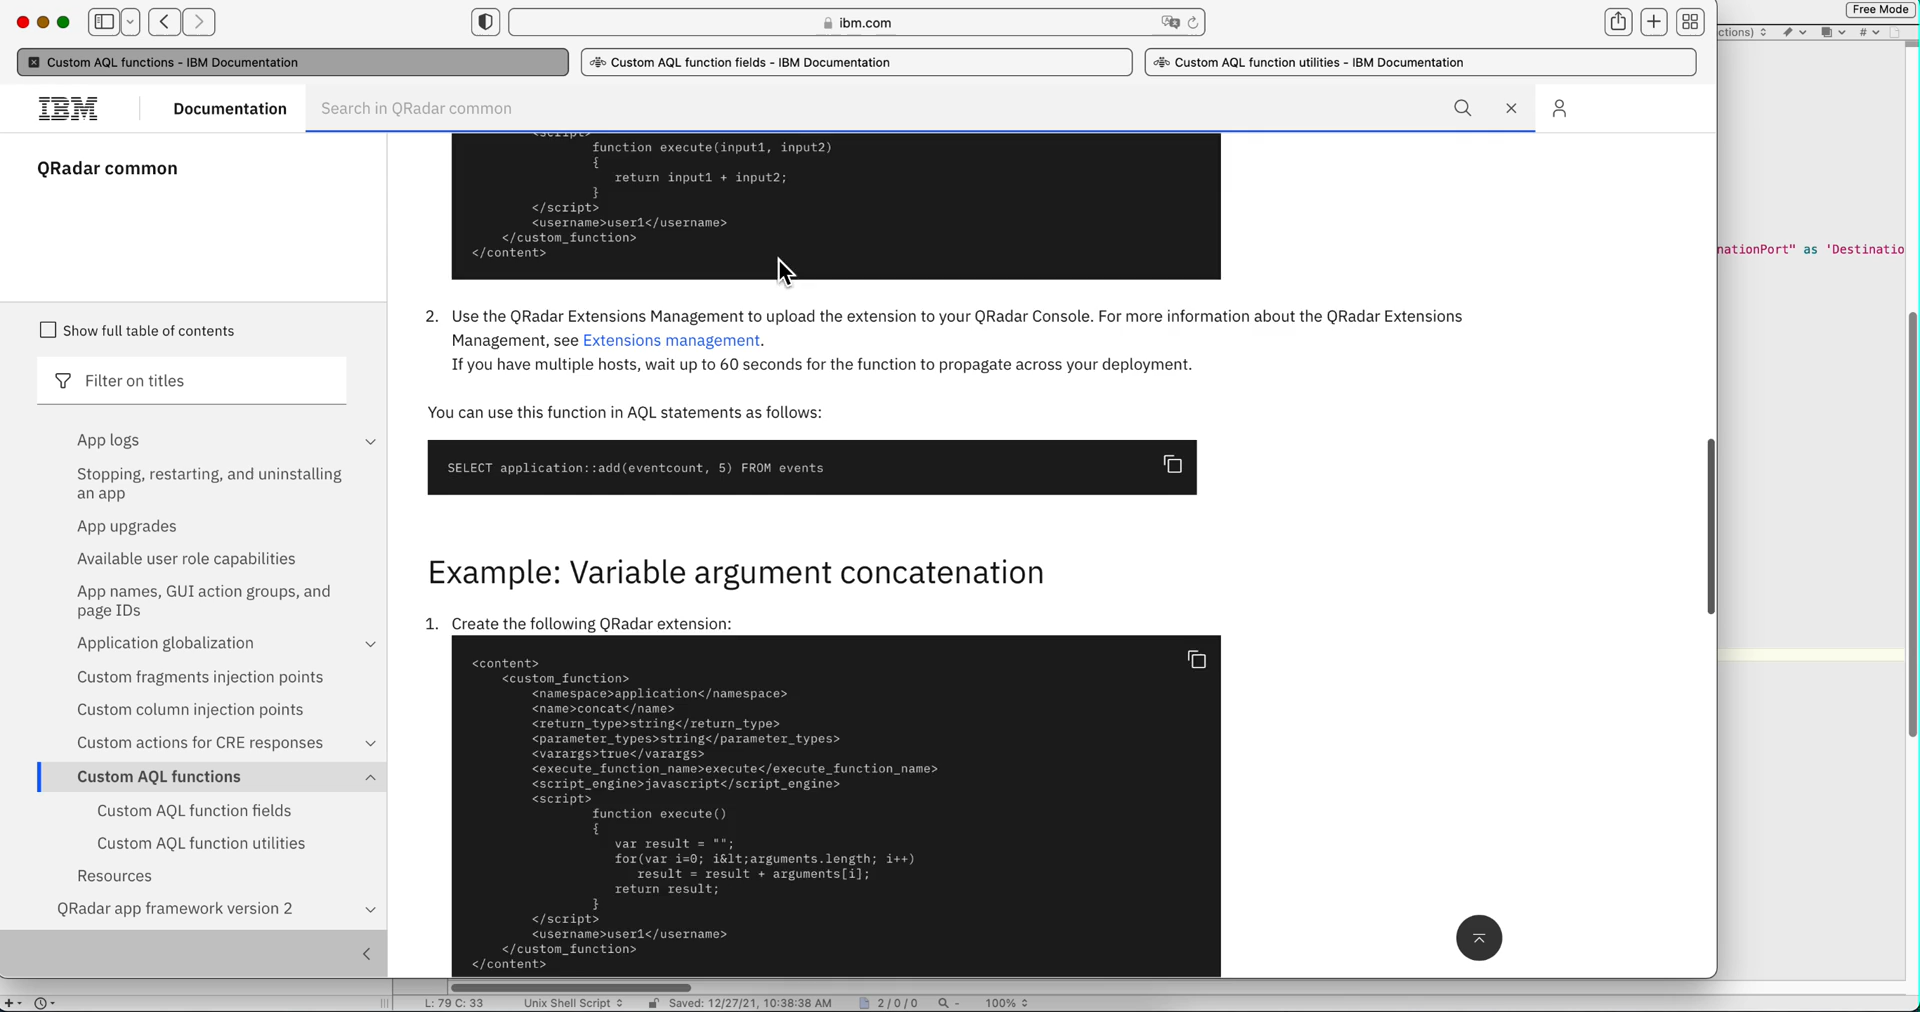 Free Mode
ibm.com
Custom AQL functions - IBM Documentation
Custom AQL function fields - IBM Documentation
Custom AQL function utilities - IBM Documentation
IBM
Documentation
Search in QRadar common
QRadar common
Show full table of contents
Filter on titles
App logs
Stopping, restarting, and uninstalling
an app
App upgrades
Available user role capabilities
App names, GUI action groups, and
page IDs
Application globalization
Custom fragments injection points
Custom column injection points
Custom actions for CRE responses
Custom AQL functions
Custom AQL function fields
Custom AQL function utilities
Resources
QRadar app framework version 2
<script>
function execute(input1, input2)
{
return input1 + input2;
}
</script>
<username>user1</username>
</custom_function>
</content>
2. Use the QRadar Extensions Management to upload the extension to your QRadar Console. For more information about the QRadar Extensions
Management, see Extensions management.
If you have multiple hosts, wait up to 60 seconds for the function to propagate across your deployment.
You can use this function in AQL statements as follows:
SELECT application::add(eventcount, 5) FROM events
Example: Variable argument concatenation
1. Create the following QRadar extension:
<content>
<custom_function>
<namespace>application</namespace>
<name>concat</name>
<return_type>string</return_type>
<parameter_types>string</parameter_types>
<varargs>true</varargs>
<execute_function_name>execute</execute_function_name>
<script_engine>javascript</script_engine>
<script>
function execute()
{
var result = "";
for(var i=0; i&lt;arguments.length; i++)
result = result + arguments[i];
return result;
}
</script>
<username>user1</username>
</custom_function>
</content>
ctions)
#
nationPort" as 'Destinatio
L: 79 C: 33
Unix Shell Script
Saved: 12/27/21, 10:38:38 AM
2 / 0 / 0
100%